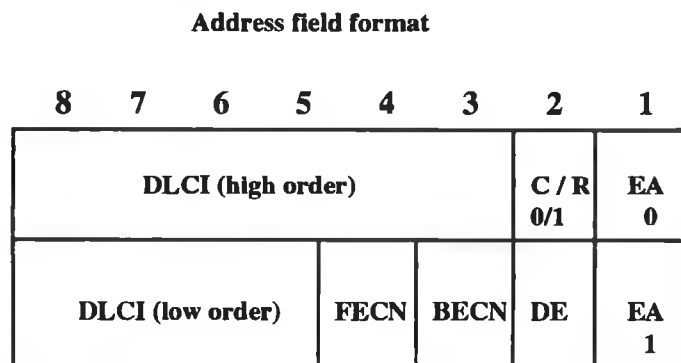 Address field format
8 7 6 5 4 3 2 1
DLCI (high order) C / R EA
0/1 0
DLCI (low order) FECN BECN DE EA
1